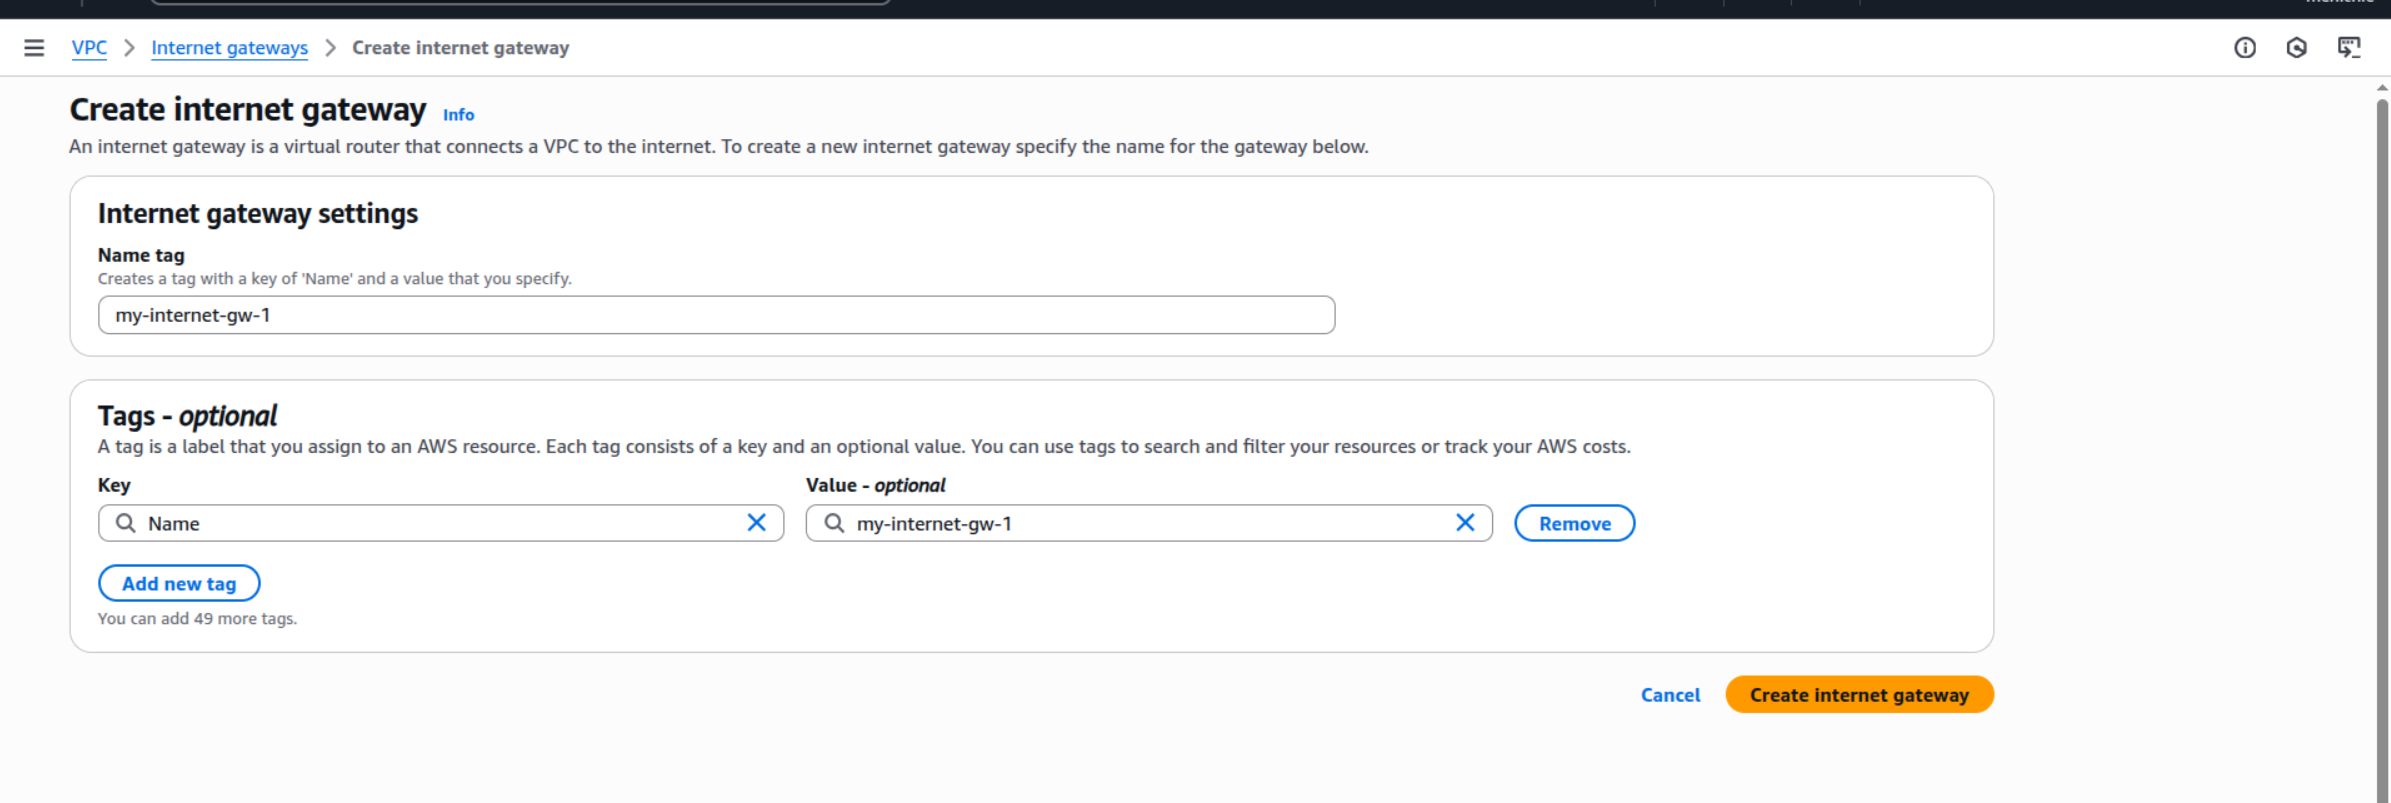 VPC > Internet gateways > Create internet gateway
Create internet gateway Info
An internet gateway is a virtual router that connects a VPC to the internet. To create a new internet gateway specify the name for the gateway below.
Internet gateway settings
Name tag
Creates a tag with a key of 'Name' and a value that you specify.
my-internet-gw-1
Tags - optional
A tag is a label that you assign to an AWS resource. Each tag consists of a key and an optional value. You can use tags to search and filter your resources or track your AWS costs.
Key Value - optional
Name my-internet-gw-1 Remove
Add new tag
You can add 49 more tags.
Cancel Create internet gateway